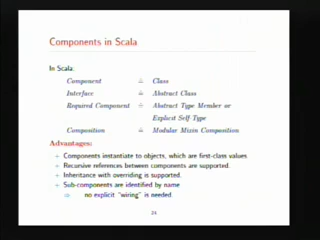 Components in Scala
In Scala:
Component ≙ Class
Interface ≙ Abstract Class
Required Component ≙ Abstract Type Member or
Explicit Self-Type
Composition ≙ Modular Mixin Composition
Advantages:
+ Components instantiate to objects, which are first-class values
+ Recursive references between components are supported.
+ Inheritance with overriding is supported.
+ Sub-components are identified by name
⇒ no explicit "wiring" is needed
24